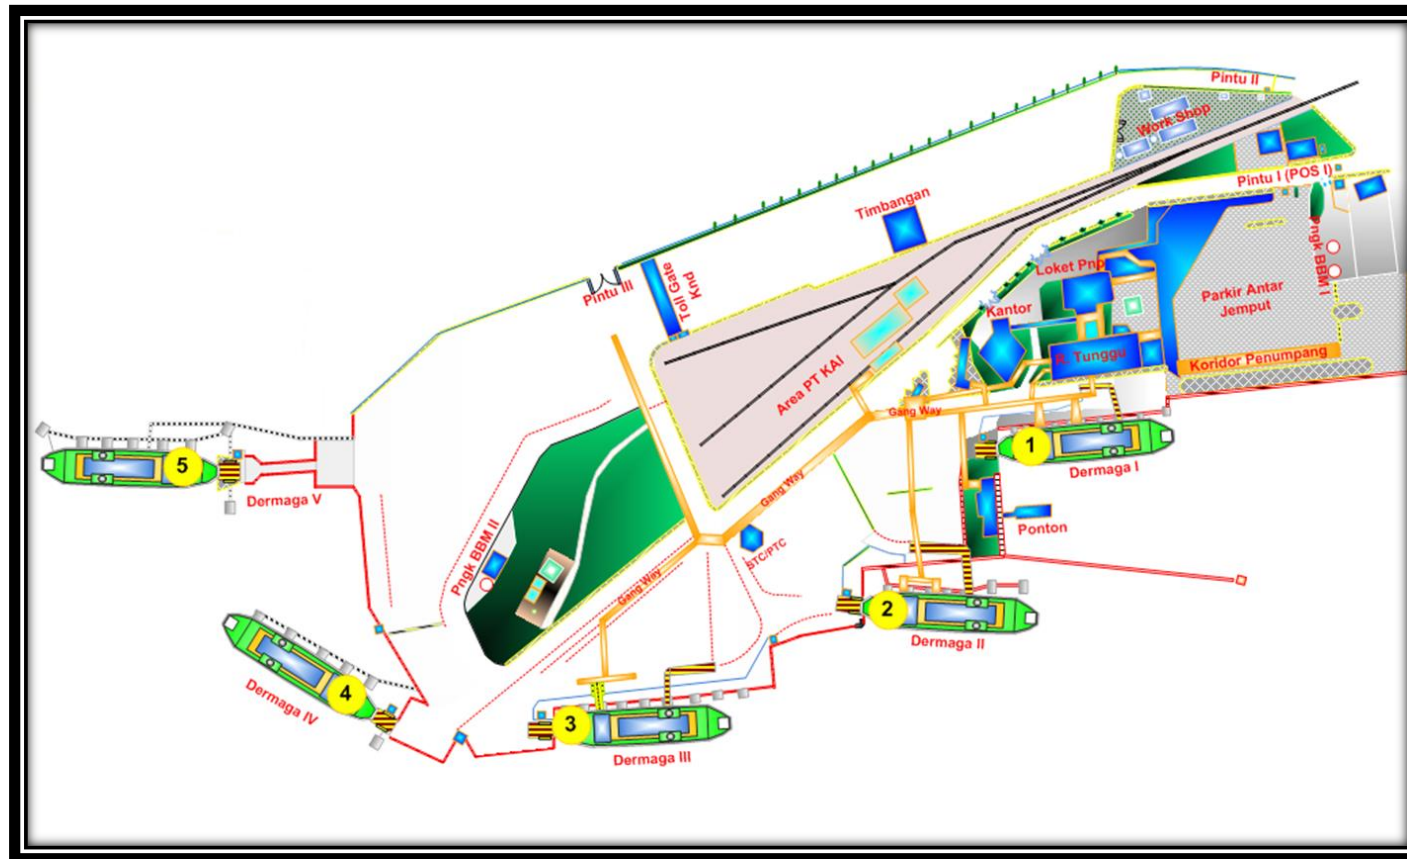 Pintu II
Work Shop
Pintu I (POS I)
Timbangan
Pngk BBM I
Loket Pnp
Toll Gate
Knd
Pintu III
Parkir Antar
Jemput
Kantor
R. Tunggu
Koridor Penumpang
Area PT KAI
Gang Way
1
Dermaga I
5
Dermaga V
Gang Way
Ponton
STC/PTC
Pngk BBM II
Gang Way
2
Dermaga II
4
Dermaga IV
3
Dermaga III